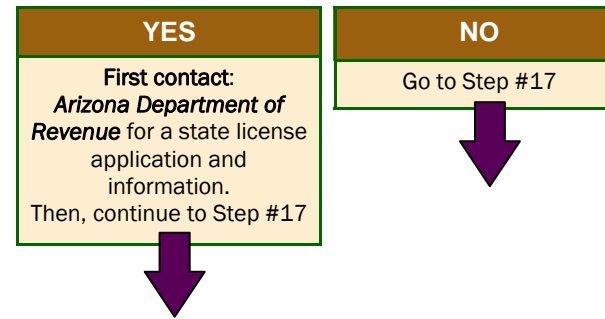 YES
First contact:
Arizona Department of
Revenue for a state license
application and
information.
Then, continue to Step #17
NO
Go to Step #17